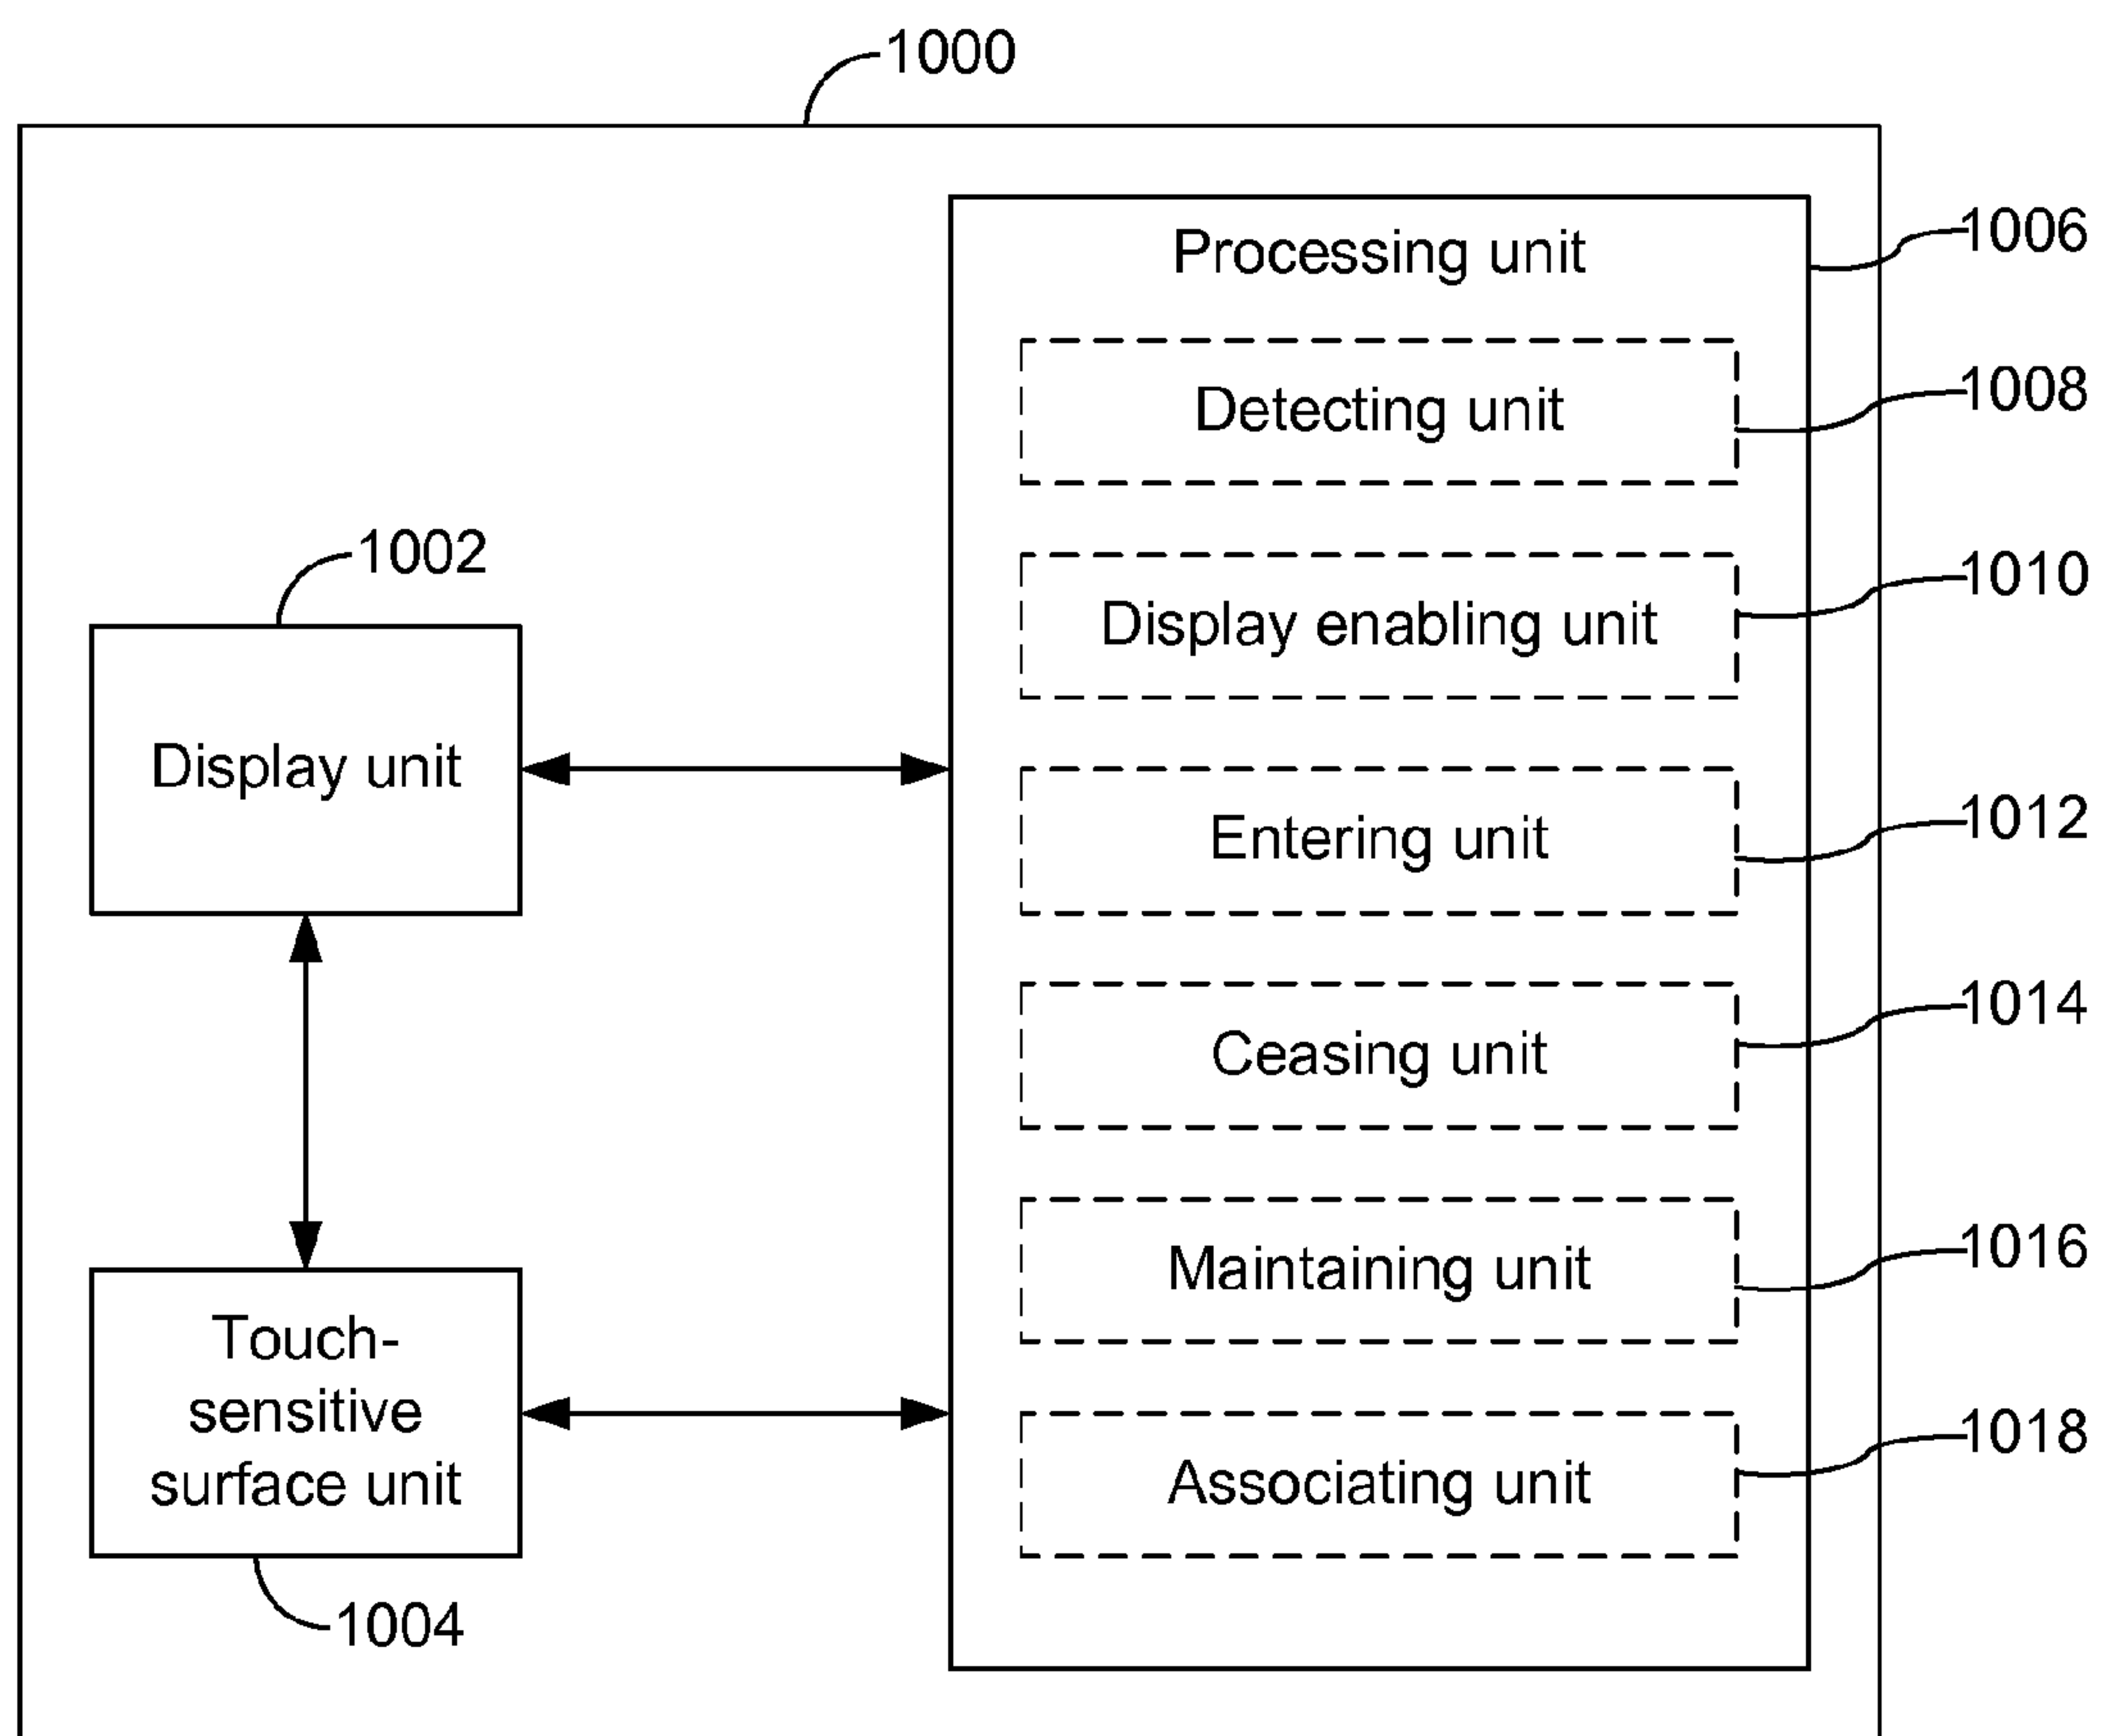 1000
Processing unit
1006
Detecting unit
1008
1002
Display enabling unit
1010
Display unit
Entering unit
1012
Ceasing unit
1014
Maintaining unit
1016
Touch-
sensitive
surface unit
Associating unit
1018
1004